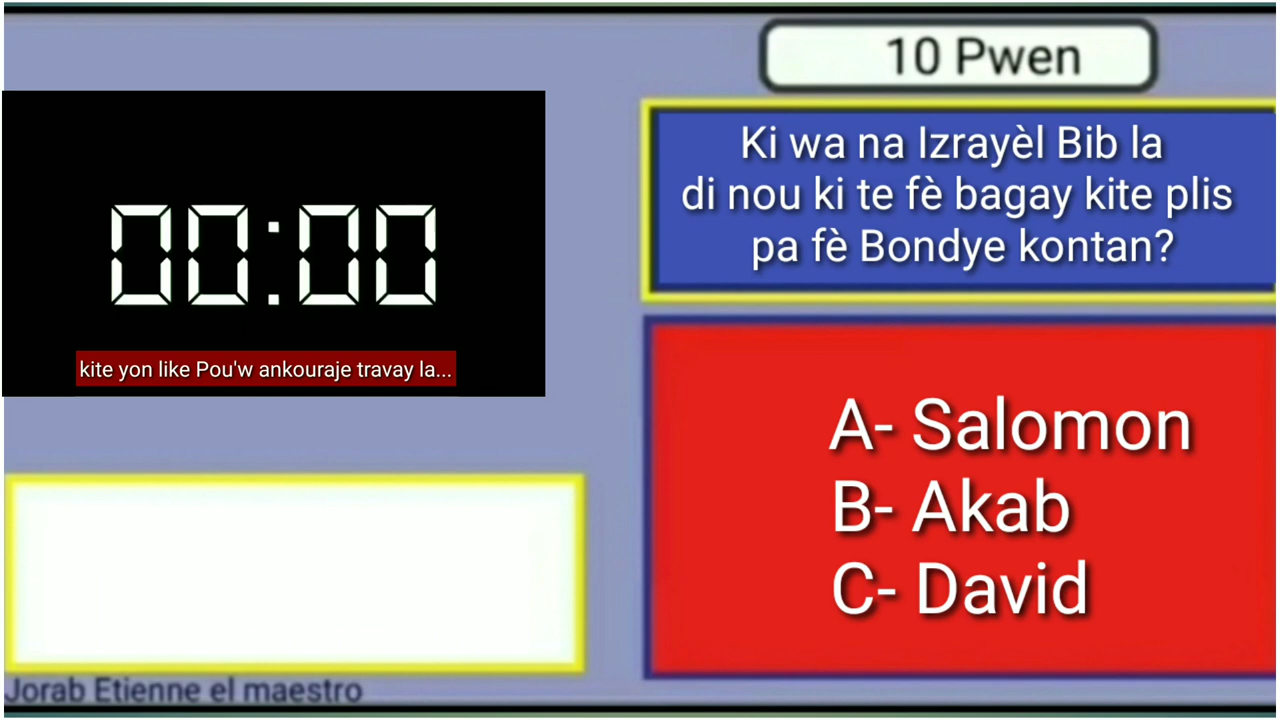 10 Pwen
Ki wa na Izrayèl Bib la
di nou ki te fè bagay kite plis
pa fè Bondye kontan?
00:00
kite yon like Pou'w ankouraje travay la...
A- Salomon
B- Akab
C- David
Jorab Etienne el maestro